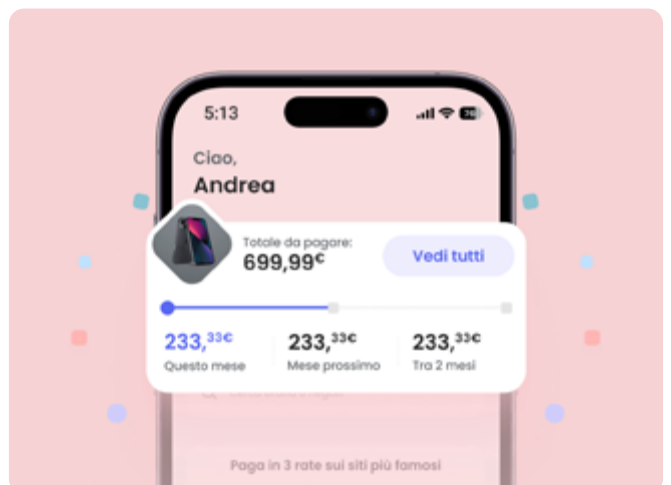 5:13
Ciao,
Andrea
Totale da pagare:
699,99€
Vedi tutti
233,33€ 233,33€ 233,33€
Questo mese Mese prossimo Tra 2 mesi
Paga in 3 rate sui siti più famosi